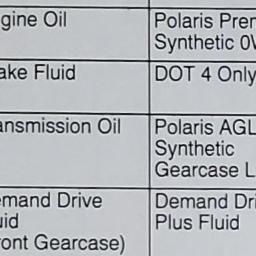 gine Oil
Polaris Prem
Synthetic 0W
ake Fluid
DOT 4 Only
ansmission Oil
Polaris AGL
Synthetic
Gearcase L
emand Drive
uid
ront Gearcase)
Demand Dri
Plus Fluid